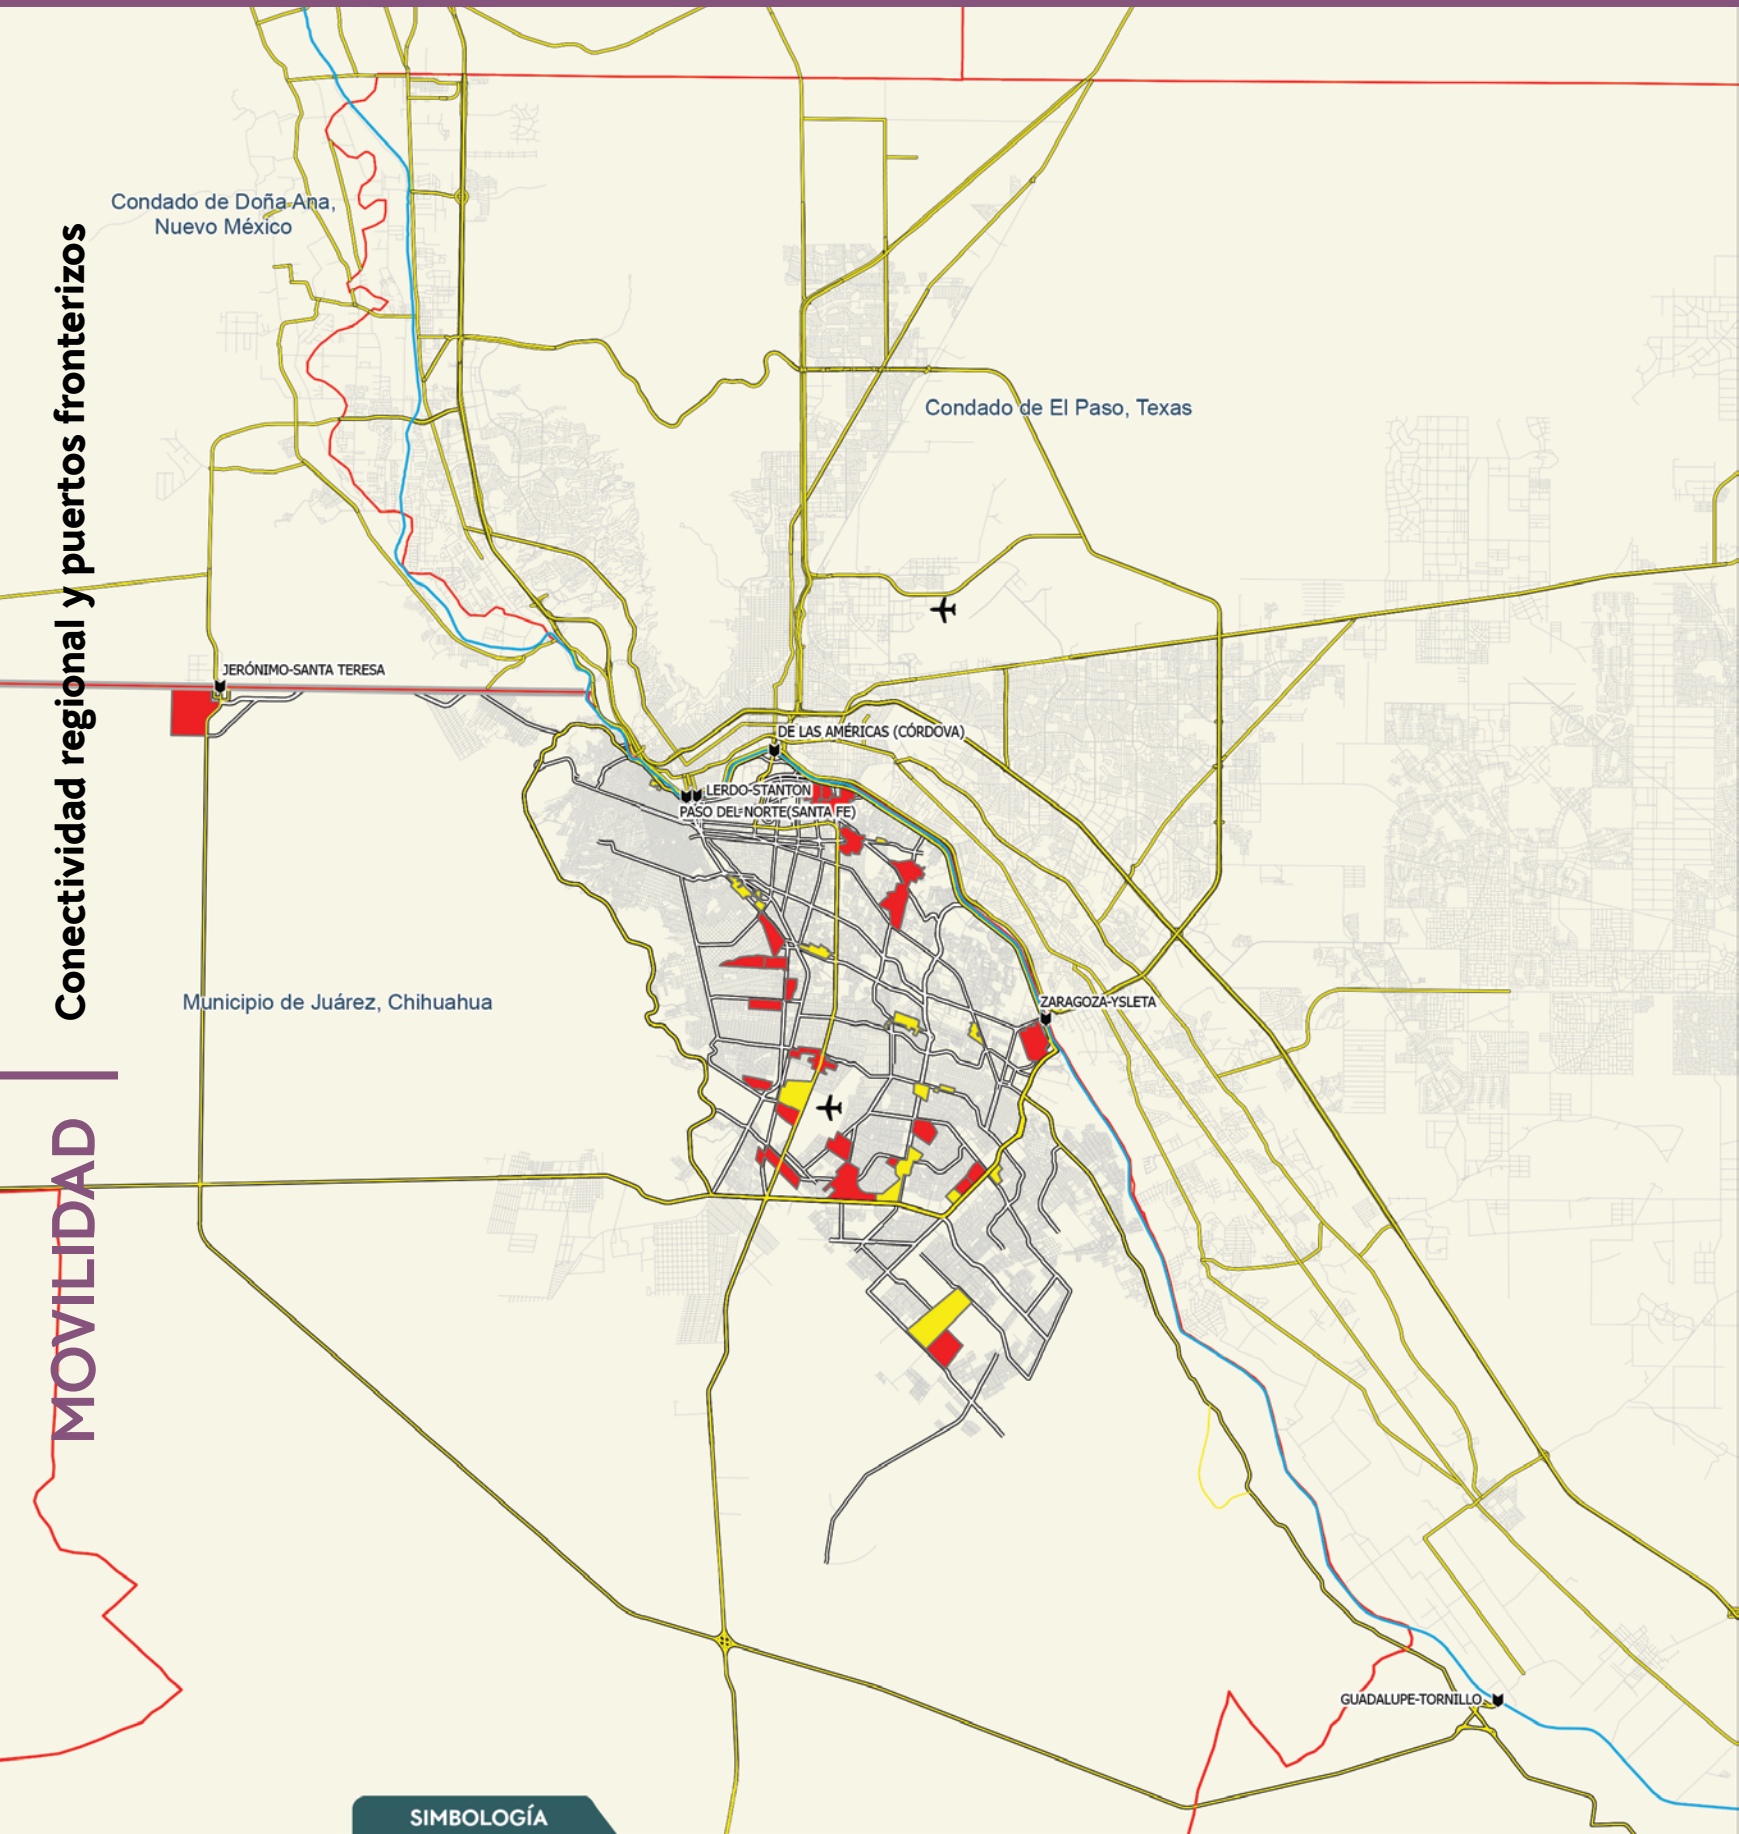 Conectividad regional y puertos fronterizos
MOVILIDAD
Condado de Doña Ana,
Nuevo México
Condado de El Paso, Texas
JERÓNIMO-SANTA TERESA
DE LAS AMÉRICAS (CÓRDOVA)
LERDO-STANTON
PASO DEL NORTE(SANTA FE)
ZARAGOZA-YSLETA
Municipio de Juárez, Chihuahua
GUADALUPE-TORNILLO
SIMBOLOGÍA